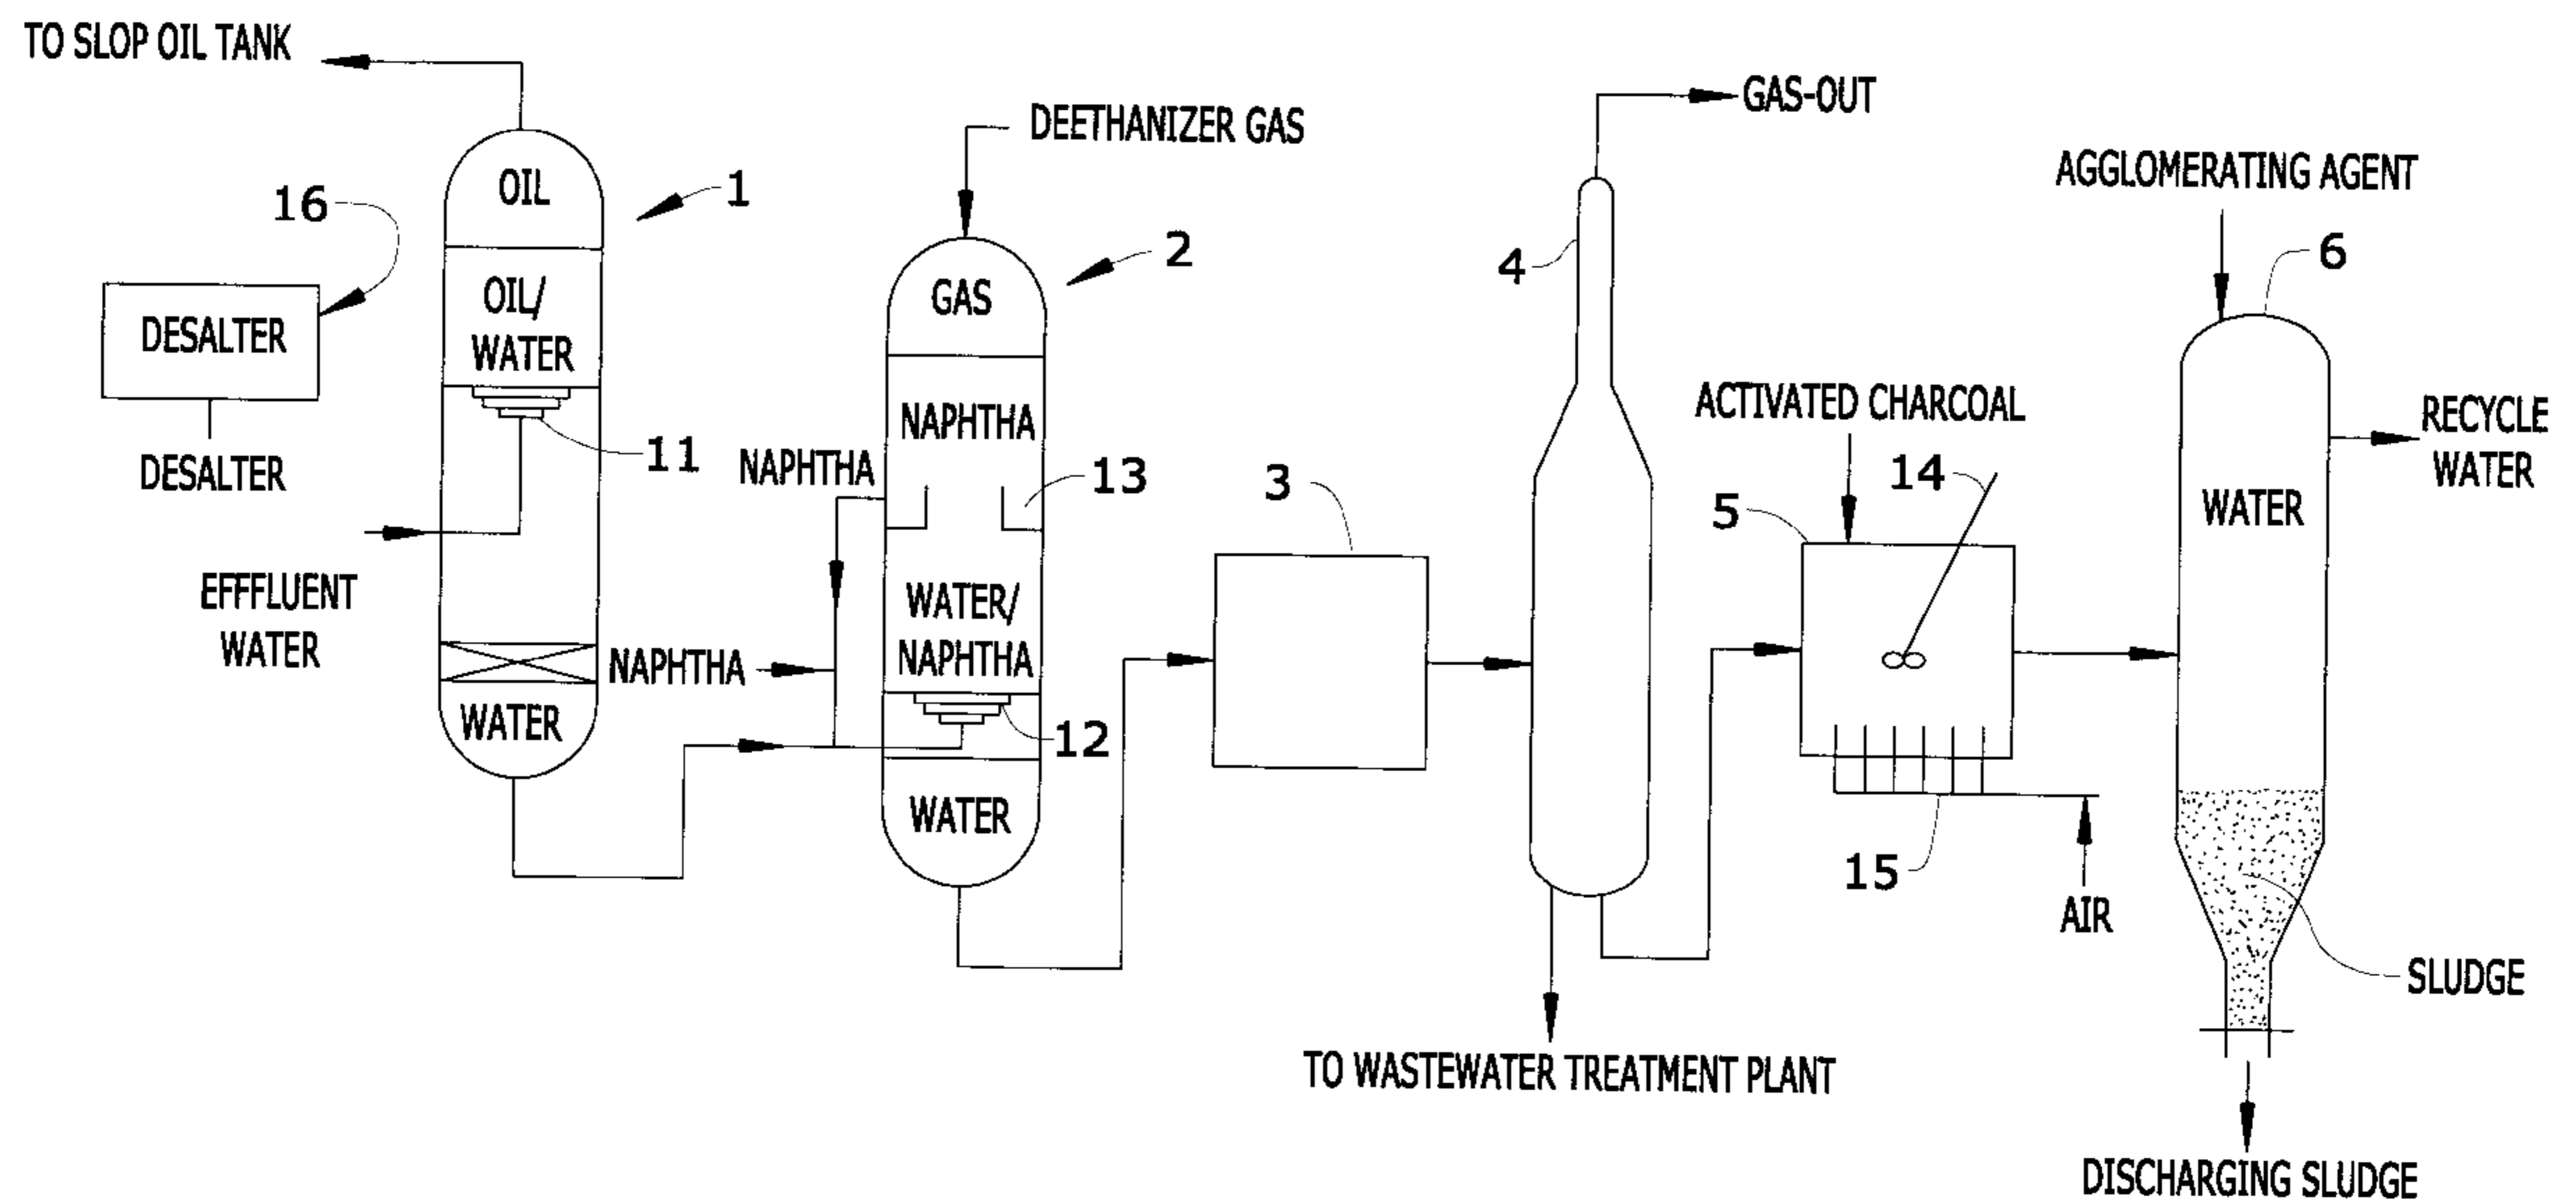 TO SLOP OIL TANK
OIL
OIL/
WATER
WATER
1
16
DESALTER
DESALTER
11
EFFFLUENT
WATER
DEETHANIZER GAS
2
GAS
NAPHTHA
NAPHTHA
13
WATER/
NAPHTHA
NAPHTHA
12
WATER
3
GAS-OUT
4
TO WASTEWATER TREATMENT PLANT
ACTIVATED CHARCOAL
14
5
15
AIR
AGGLOMERATING AGENT
6
RECYCLE
WATER
WATER
SLUDGE
DISCHARGING SLUDGE